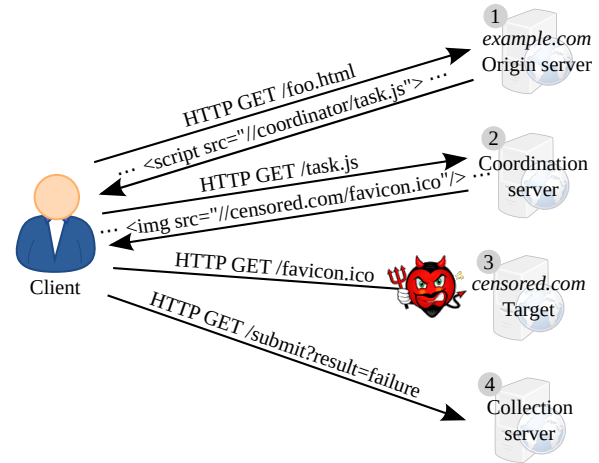 1
example.com
Origin server
HTTP GET /foo.html
... <script src="//coordinator/task.js"> ...
2
Coordination
server
HTTP GET /task.js
... <img src="//censored.com/favicon.ico"/> ...
Client
3
censored.com
Target
HTTP GET /favicon.ico
HTTP GET /submit?result=failure
4
Collection
server